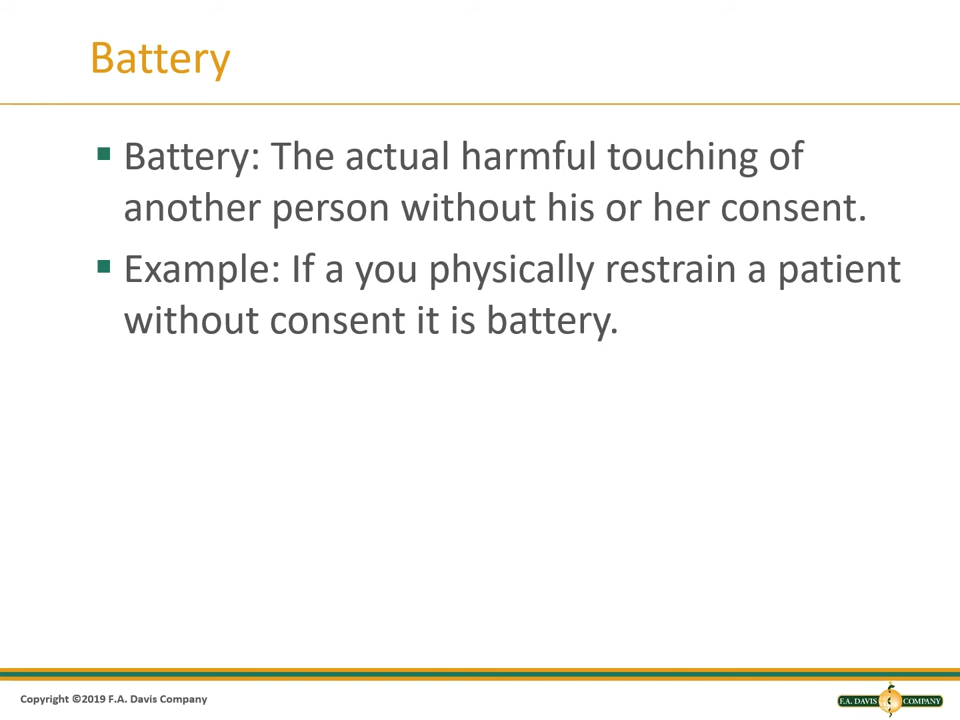 Battery
▪ Battery: The actual harmful touching of
another person without his or her consent.
▪ Example: If a you physically restrain a patient
without consent it is battery.
Copyright ©2019 F.A. Davis Company
F.A. DAVIS COMPANY